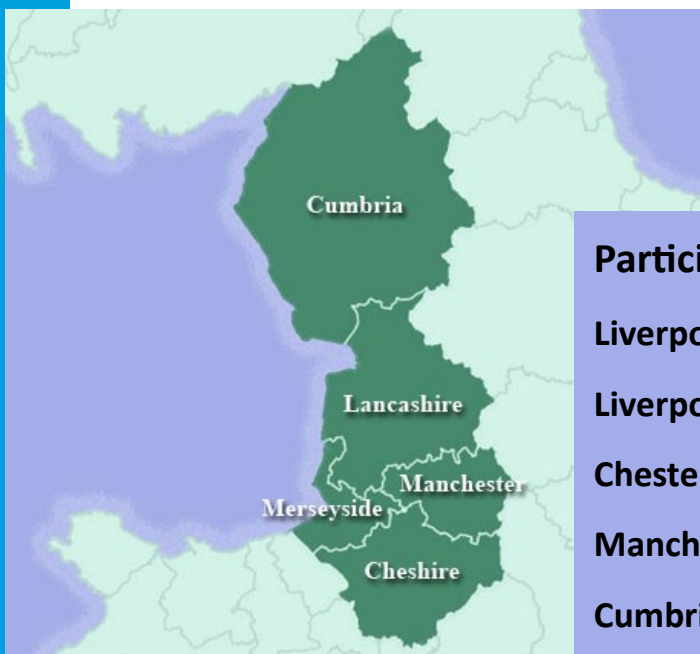 Cumbria
Lancashire
Manchester
Merseyside
Cheshire
Partici
Liverpo
Liverpo
Cheste
Manch
Cumbri